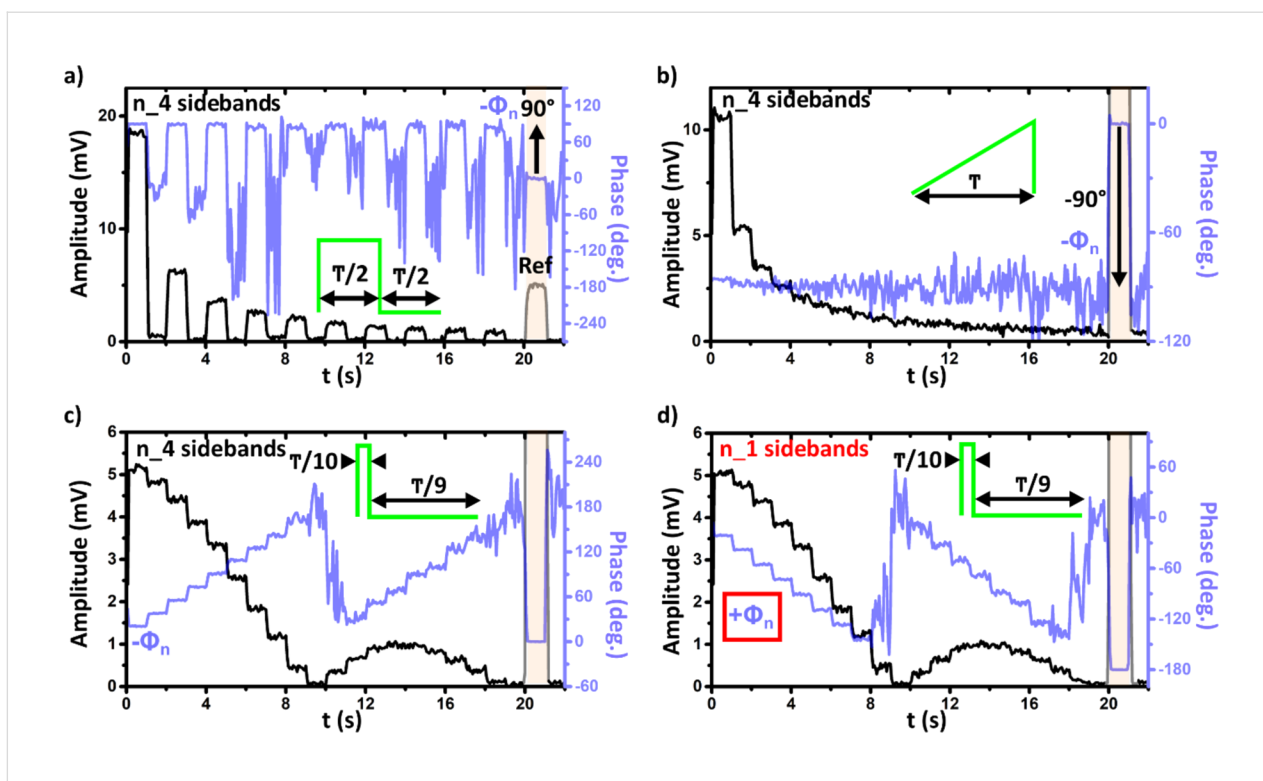 a)
n_4 sidebands
-Φn 90°
20
10
0
Amplitude (mV)
120
60
0
-60
-120
-180
-240
Phase (deg.)
T/2
T/2
Ref
0 4 8 12 16 20
t (s)
b)
n_4 sidebands
10
5
0
Amplitude (mV)
T
-90°
-Φn
0
-60
-120
Phase (deg.)
0 4 8 12 16 20
t (s)
c)
n_4 sidebands
6
5
4
3
2
1
0
Amplitude (mV)
T/10
T/9
-Φn
240
180
120
60
0
-60
Phase (deg.)
0 4 8 12 16 20
t (s)
d)
n_1 sidebands
6
5
4
3
2
1
0
Amplitude (mV)
T/10
T/9
+Φn
60
0
-60
-120
-180
Phase (deg.)
0 4 8 12 16 20
t (s)